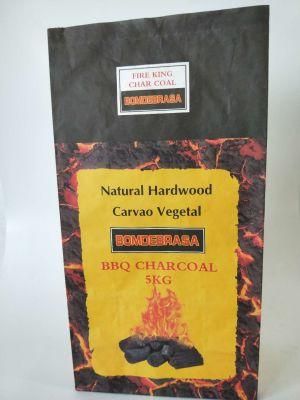 FIRE KING
CHAR COAL
BOMDEBRASA
Natural Hardwood
Carvao Vegetal
BOMDEBRASA
BBQ CHARCOAL
5KG